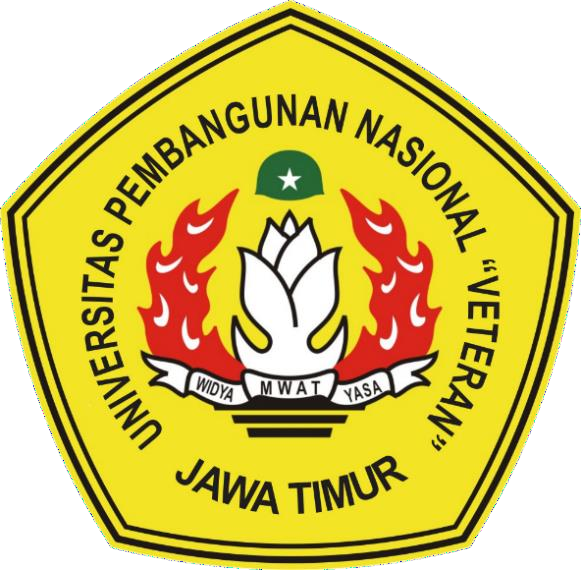 UNIVERSITAS PEMBANGUNAN NASIONAL “VETERAN”
WIDYA MWAT YASA
JAWA TIMUR